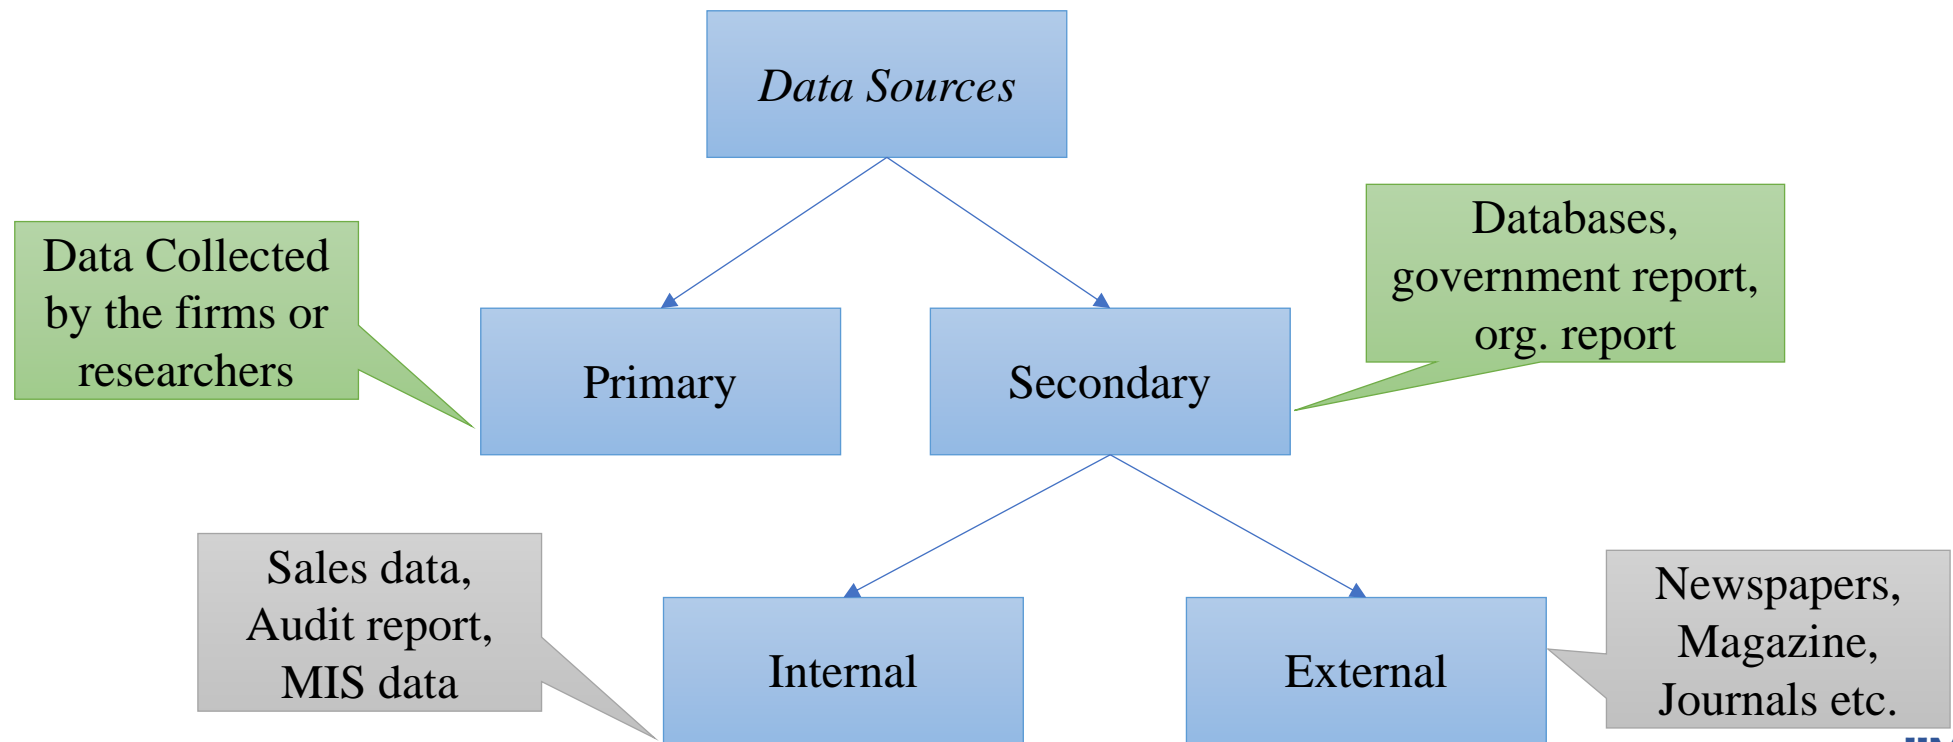 Data Sources
Data Collected
by the firms or
researchers
Databases,
government report,
org. report
Primary
Secondary
Sales data,
Audit report,
MIS data
Internal
External
Newspapers,
Magazine,
Journals etc.